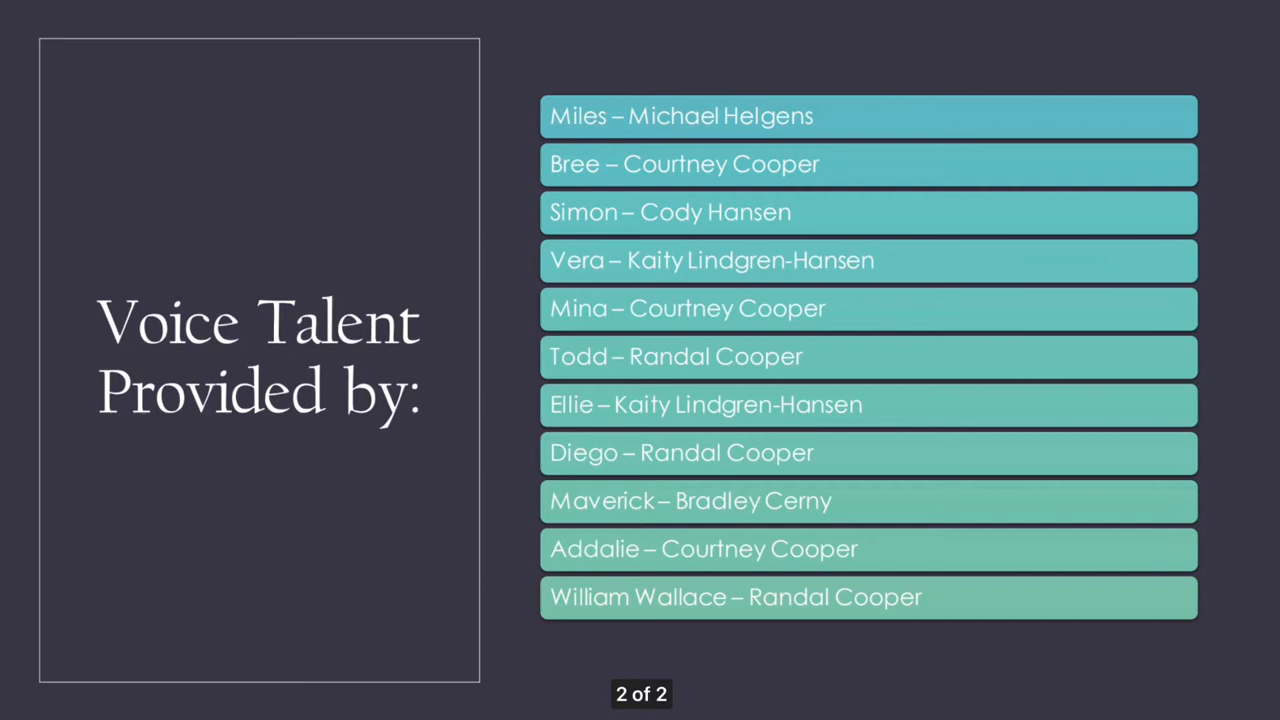 Voice Talent
Provided by:
Miles – Michael Helgens
Bree – Courtney Cooper
Simon – Cody Hansen
Vera – Kaity Lindgren-Hansen
Mina – Courtney Cooper
Todd – Randal Cooper
Ellie – Kaity Lindgren-Hansen
Diego – Randal Cooper
Maverick – Bradley Cerny
Addalie – Courtney Cooper
William Wallace – Randal Cooper
2 of 2